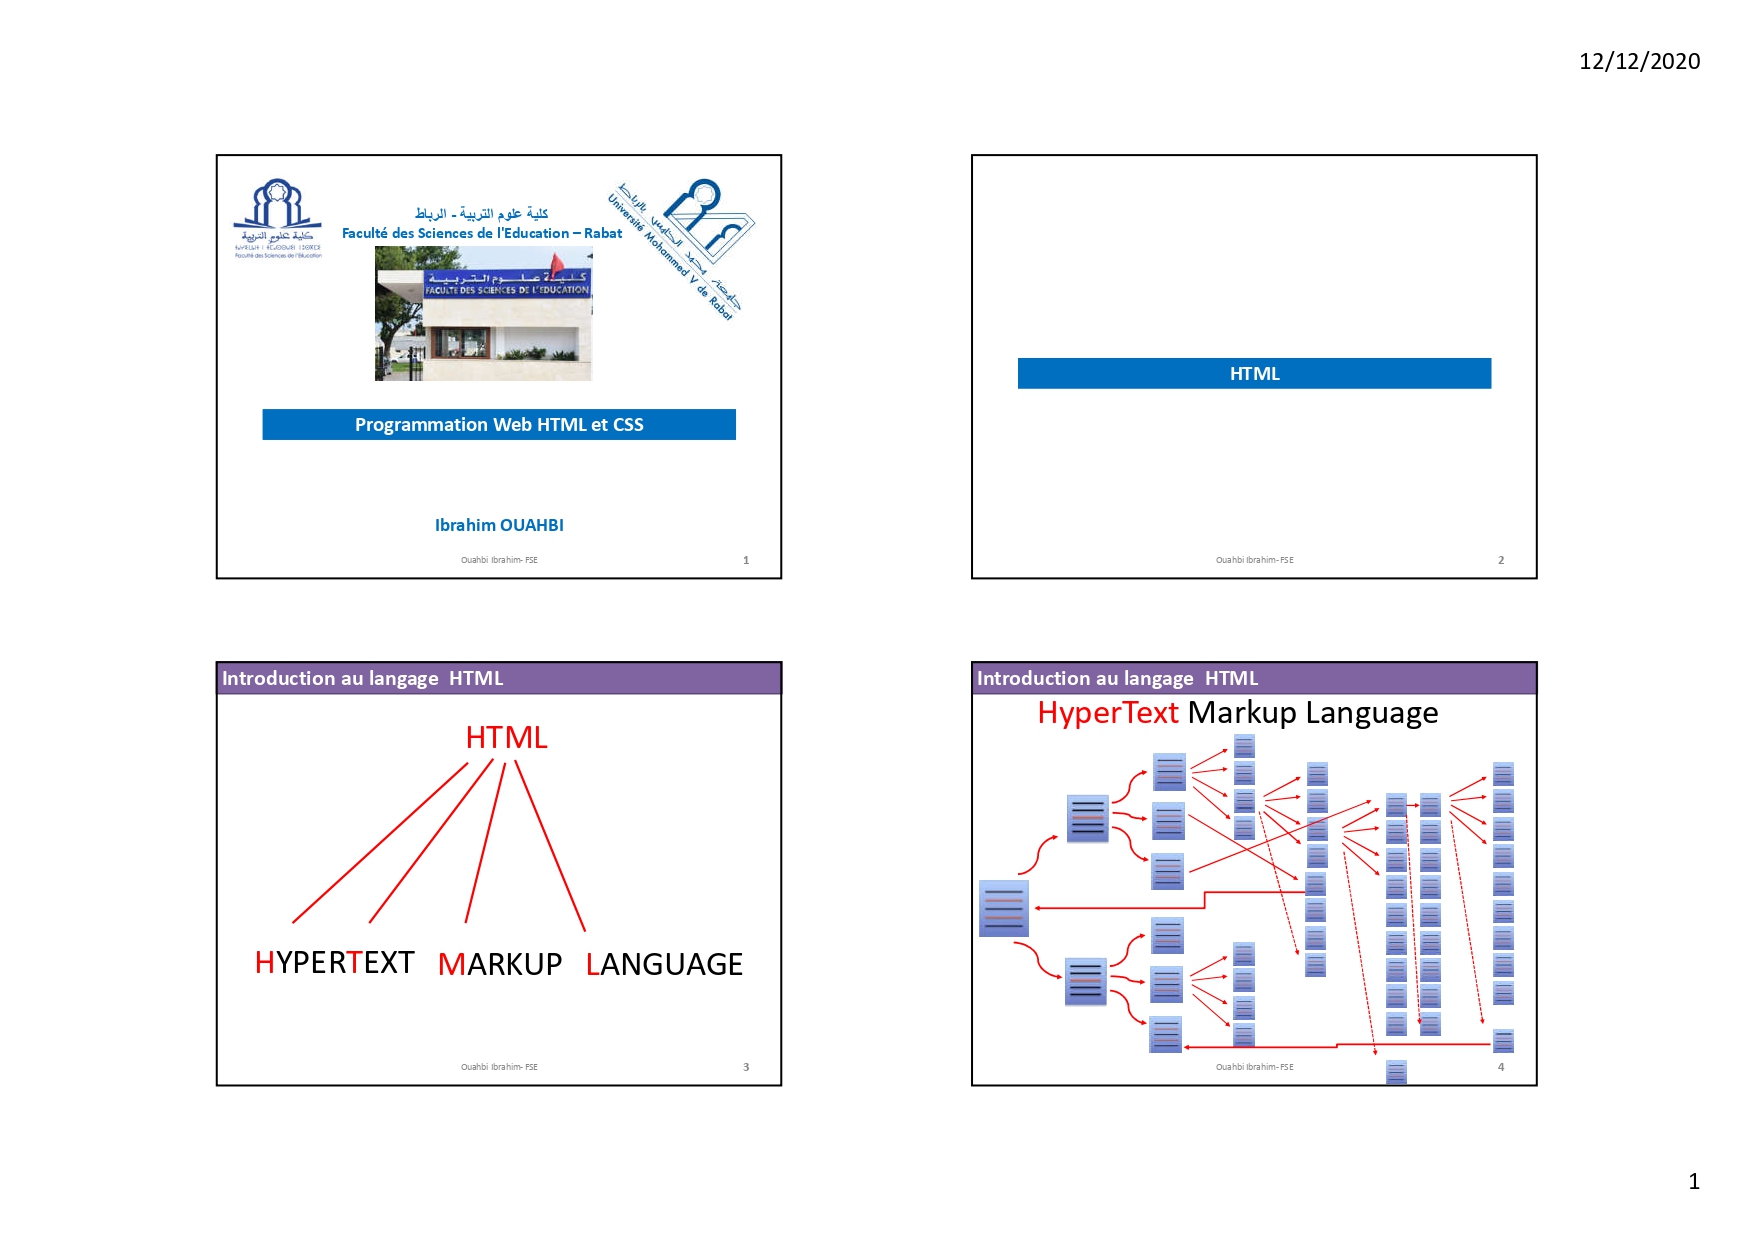 12/12/2020
كلية علوم التربية
Faculté des Sciences de l'Education
كلية علوم التربية - الرباط
Faculté des Sciences de l'Education – Rabat
جامعة محمد الخامس بالرباط
Université Mohammed V de Rabat
كليـة علـوم التـربيـة
FACULTE DES SCIENCES DE L'EDUCATION
Programmation Web HTML et CSS
Ibrahim OUAHBI
Ouahbi Ibrahim- FSE
1
HTML
Ouahbi Ibrahim- FSE
2
Introduction au langage HTML
HTML
HYPERTEXT MARKUP LANGUAGE
Ouahbi Ibrahim- FSE
3
Introduction au langage HTML
HyperText Markup Language
Ouahbi Ibrahim- FSE
4
1